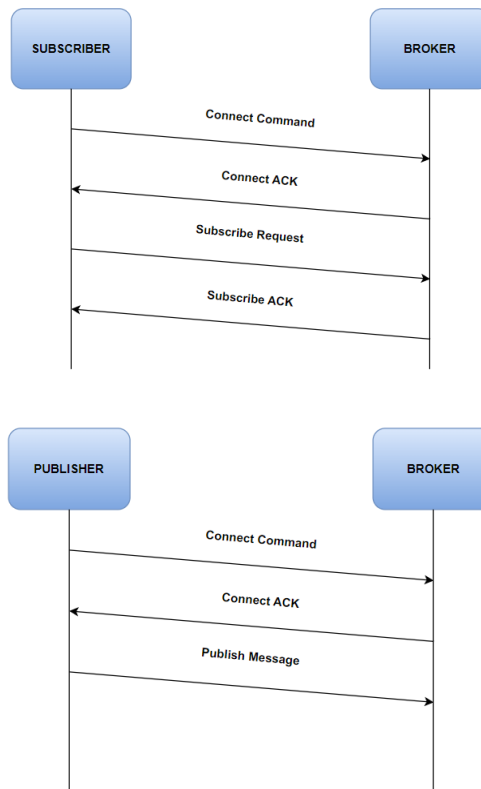 SUBSCRIBER
BROKER
Connect Command
Connect ACK
Subscribe Request
Subscribe ACK
PUBLISHER
BROKER
Connect Command
Connect ACK
Publish Message